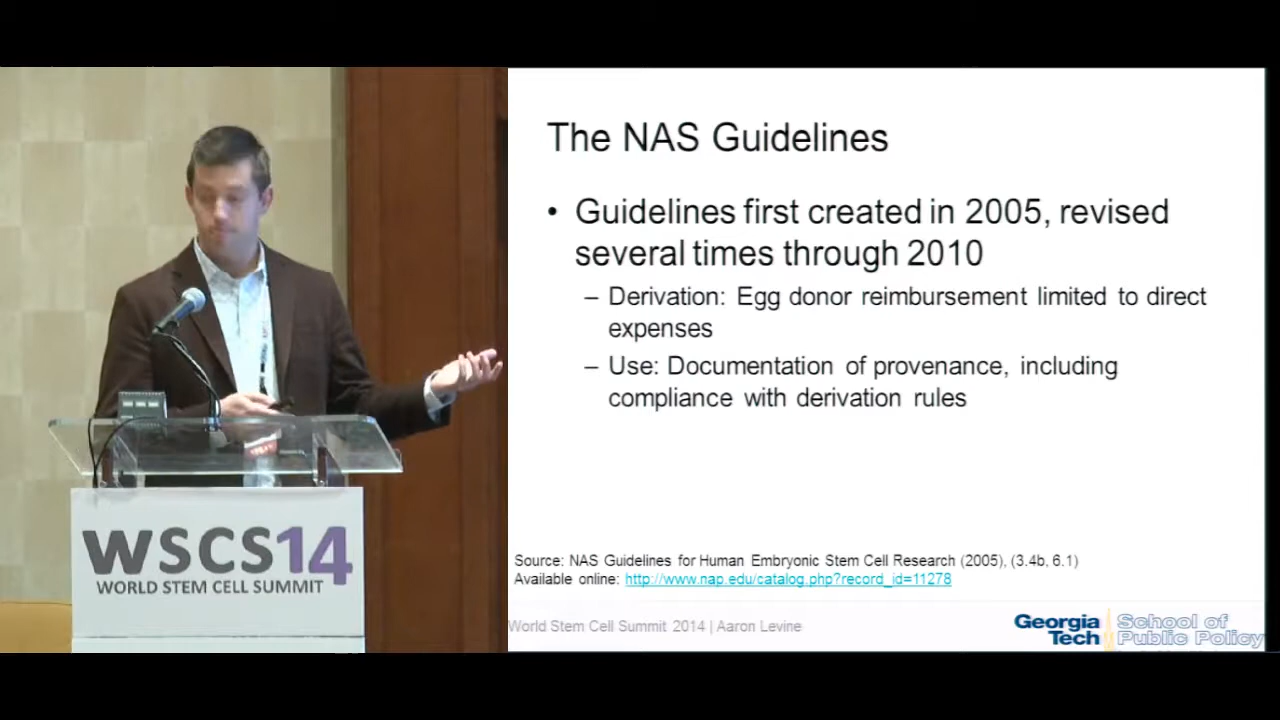 The NAS Guidelines
• Guidelines first created in 2005, revised
several times through 2010
– Derivation: Egg donor reimbursement limited to direct
expenses
– Use: Documentation of provenance, including
compliance with derivation rules
Source: NAS Guidelines for Human Embryonic Stem Cell Research (2005), (3.4b, 6.1)
Available online: http://www.nap.edu/catalog.php?record_id=11278
World Stem Cell Summit 2014 | Aaron Levine
Georgia
Tech
School of
Public Policy
WSCS14
WORLD STEM CELL SUMMIT